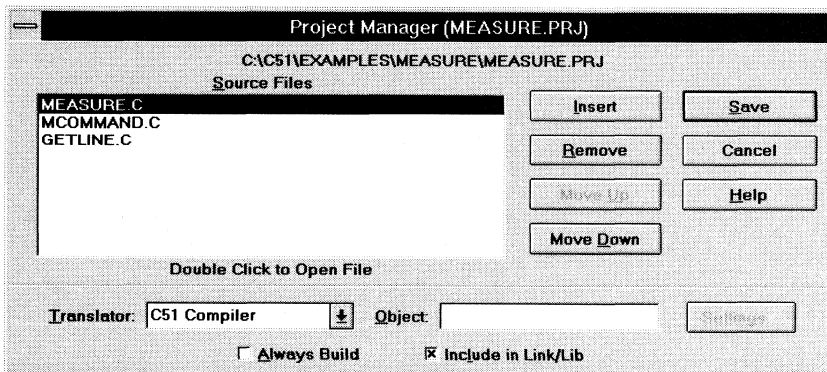 Project Manager (MEASURE.PRJ)
C:\C51\EXAMPLES\MEASURE\MEASURE.PRJ
Source Files
MEASURE.C
MCOMMAND.C
GETLINE.C
Insert
Save
Remove
Cancel
Move Up
Help
Move Down
Double Click to Open File
Translator: C51 Compiler
Object:
Settings...
Always Build
Include in Link/Lib